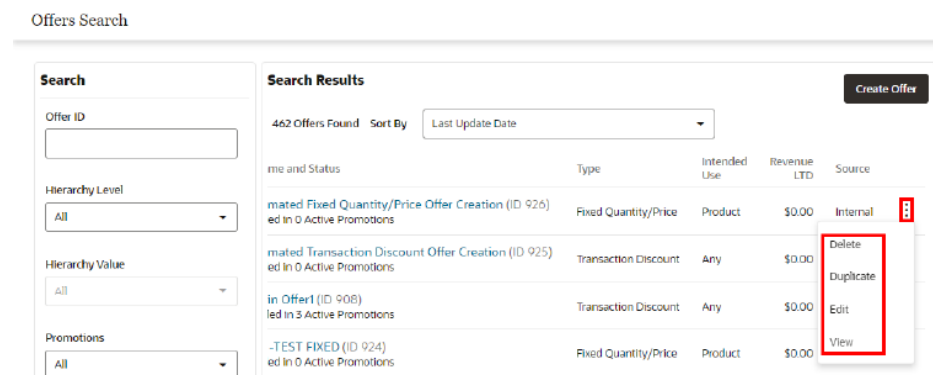 Offers Search
Search
Offer ID
Hierarchy Level
All
Hierarchy Value
All
Promotions
All
Search Results
Create Offer
462 Offers Found Sort By Last Update Date
me and Status Type Intended Use Revenue LTD Source
mated Fixed Quantity/Price Offer Creation (ID 926)
ed in 0 Active Promotions
Fixed Quantity/Price Product $0.00 Internal
mated Transaction Discount Offer Creation (ID 925)
ed in 0 Active Promotions
Transaction Discount Any $0.00
in Offer1 (ID 908)
led in 3 Active Promotions
Transaction Discount Any $0.00
-TEST FIXED (ID 924)
ed in 0 Active Promotions
Fixed Quantity/Price Product $0.00
Delete
Duplicate
Edit
View